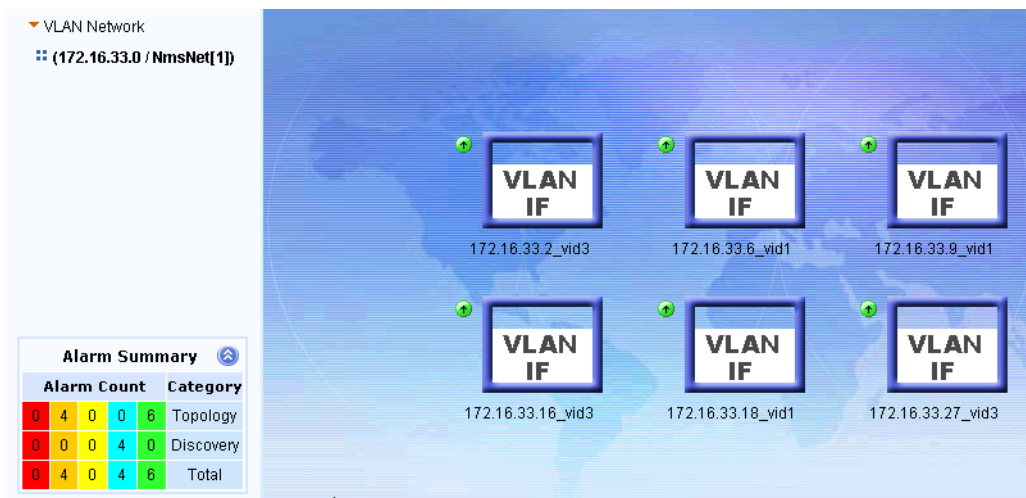 VLAN Network
(172.16.33.0 / NmsNet[1])
VLAN
IF
172.16.33.2_vid3
VLAN
IF
172.16.33.6_vid1
VLAN
IF
172.16.33.9_vid1
VLAN
IF
172.16.33.16_vid3
VLAN
IF
172.16.33.18_vid1
VLAN
IF
172.16.33.27_vid3
Alarm Summary
Alarm Count Category
0 4 0 0 6 Topology
0 0 0 4 0 Discovery
0 4 0 4 6 Total